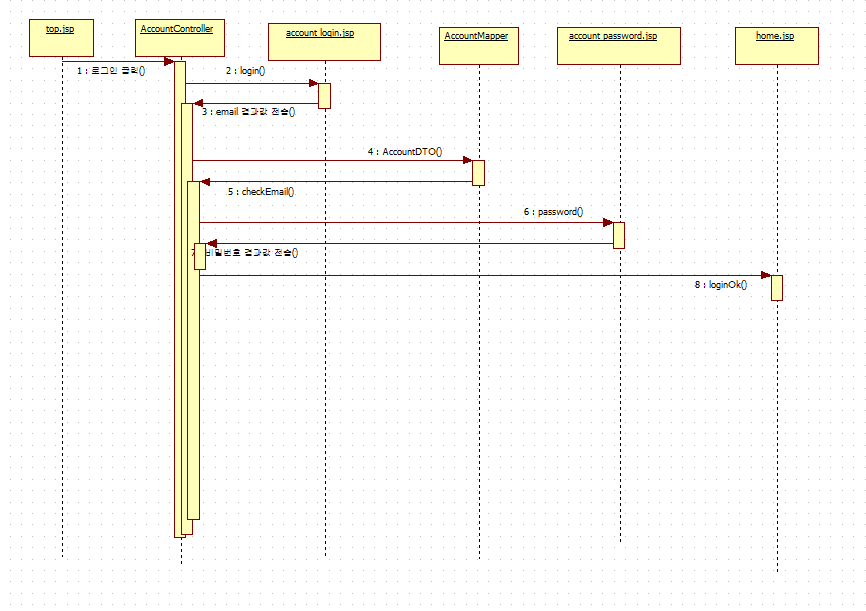 top.jsp
AccountController
account login.jsp
AccountMapper
account password.jsp
home.jsp
1 : 로그인 클릭()
2 : login()
3 : email 결과값 전송()
4 : AccountDTO()
5 : checkEmail()
6 : password()
7 : 비밀번호 결과값 전송()
8 : loginOk()